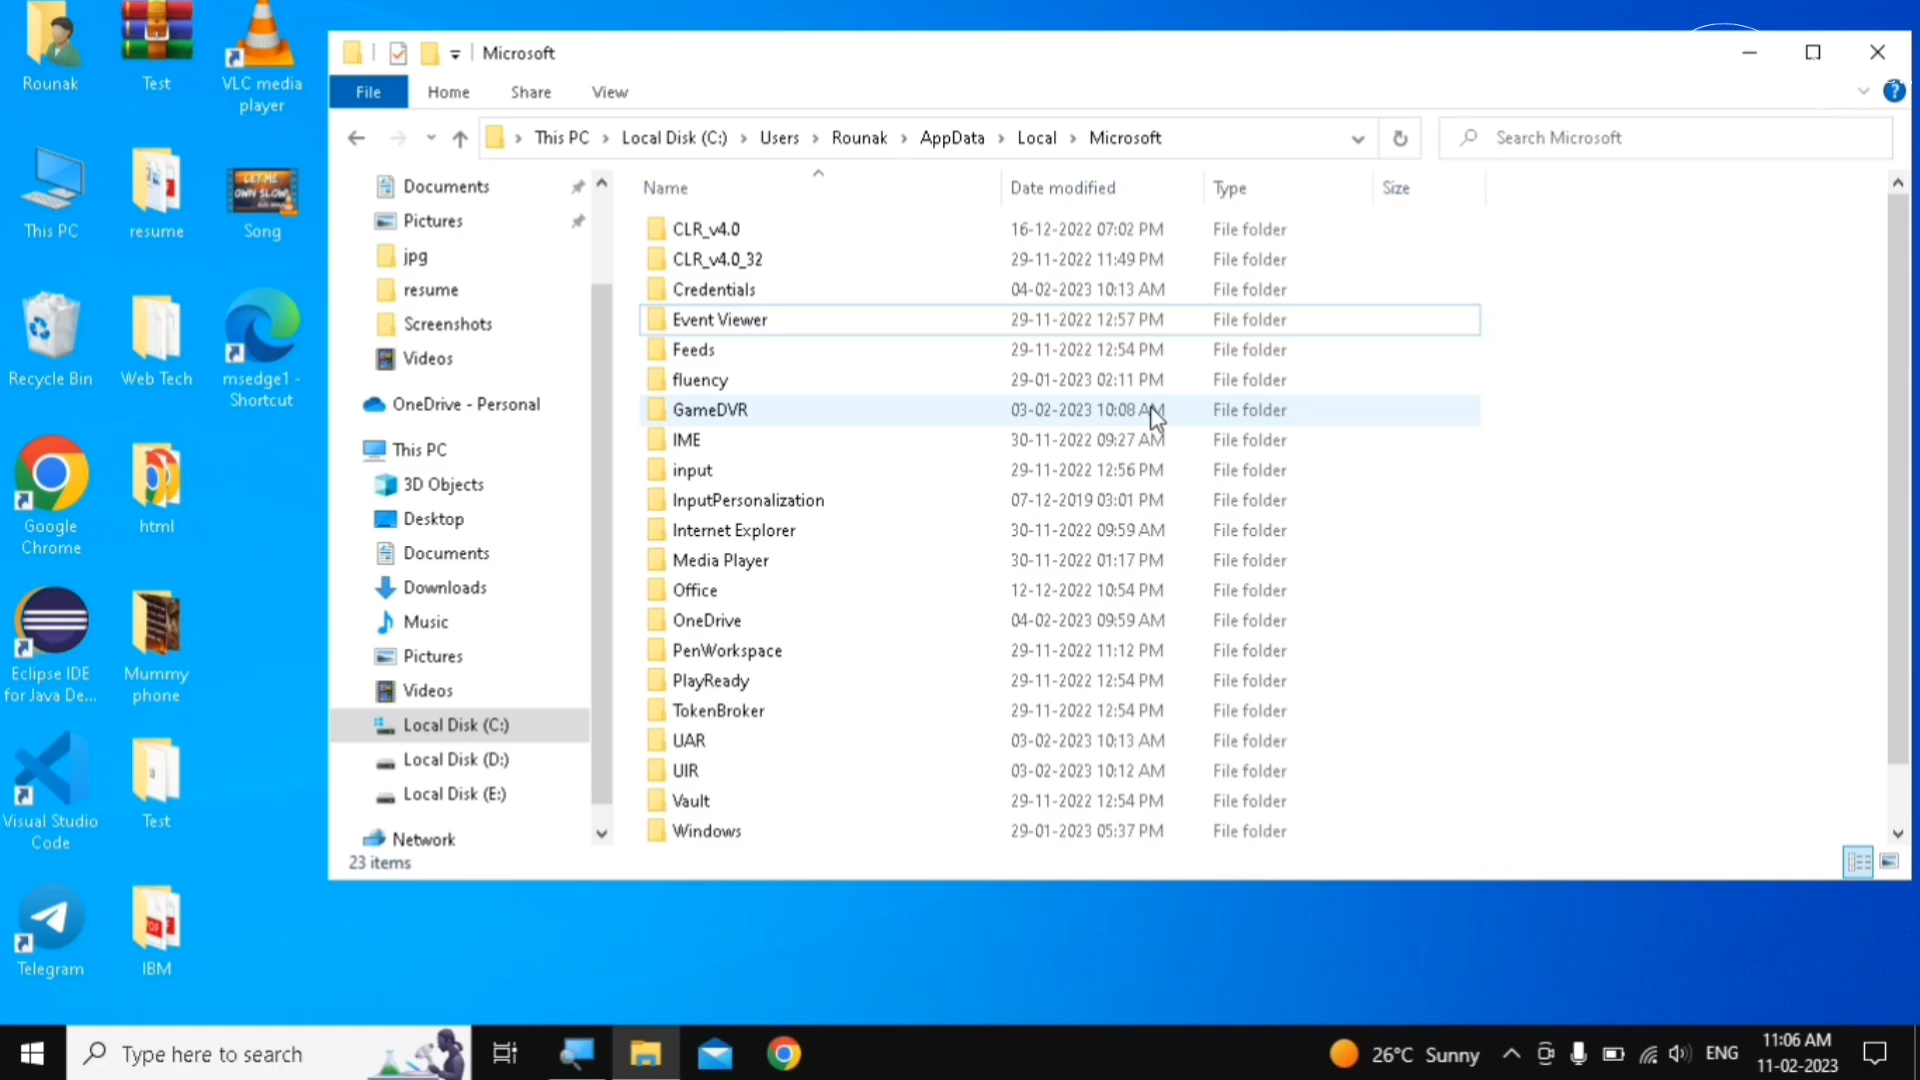 Rounak
Test
VLC media
player
This PC
resume
LET ME
OWN SLOW
Song
Recycle Bin
Web Tech
msedge1 -
Shortcut
Google
Chrome
html
Eclipse IDE
for Java De...
Mummy
phone
Visual Studio
Code
Test
Telegram
PDF
IBM
Microsoft
File
Home
Share
View
?
This PC
Local Disk (C:)
Users
Rounak
AppData
Local
Microsoft
Search Microsoft
Documents
Pictures
jpg
resume
Screenshots
Videos
OneDrive - Personal
This PC
3D Objects
Desktop
Documents
Downloads
Music
Pictures
Videos
Local Disk (C:)
Local Disk (D:)
Local Disk (E:)
Network
Name Date modified Type Size
CLR_v4.0 16-12-2022 07:02 PM File folder
CLR_v4.0_32 29-11-2022 11:49 PM File folder
Credentials 04-02-2023 10:13 AM File folder
Event Viewer 29-11-2022 12:57 PM File folder
Feeds 29-11-2022 12:54 PM File folder
fluency 29-01-2023 02:11 PM File folder
GameDVR 03-02-2023 10:08 AM File folder
IME 30-11-2022 09:27 AM File folder
input 29-11-2022 12:56 PM File folder
InputPersonalization 07-12-2019 03:01 PM File folder
Internet Explorer 30-11-2022 09:59 AM File folder
Media Player 30-11-2022 01:17 PM File folder
Office 12-12-2022 10:54 PM File folder
OneDrive 04-02-2023 09:59 AM File folder
PenWorkspace 29-11-2022 11:12 PM File folder
PlayReady 29-11-2022 12:54 PM File folder
TokenBroker 29-11-2022 12:54 PM File folder
UAR 03-02-2023 10:13 AM File folder
UIR 03-02-2023 10:12 AM File folder
Vault 29-11-2022 12:54 PM File folder
Windows 29-01-2023 05:37 PM File folder
23 items
Type here to search
26°C Sunny
ENG
11:06 AM
11-02-2023